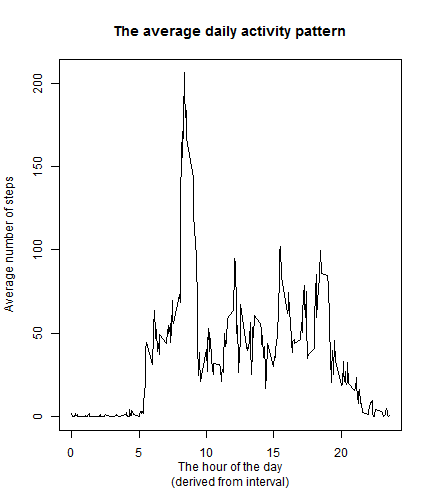 The average daily activity pattern
Average number of steps
200
150
100
50
0
0 5 10 15 20
The hour of the day
(derived from interval)